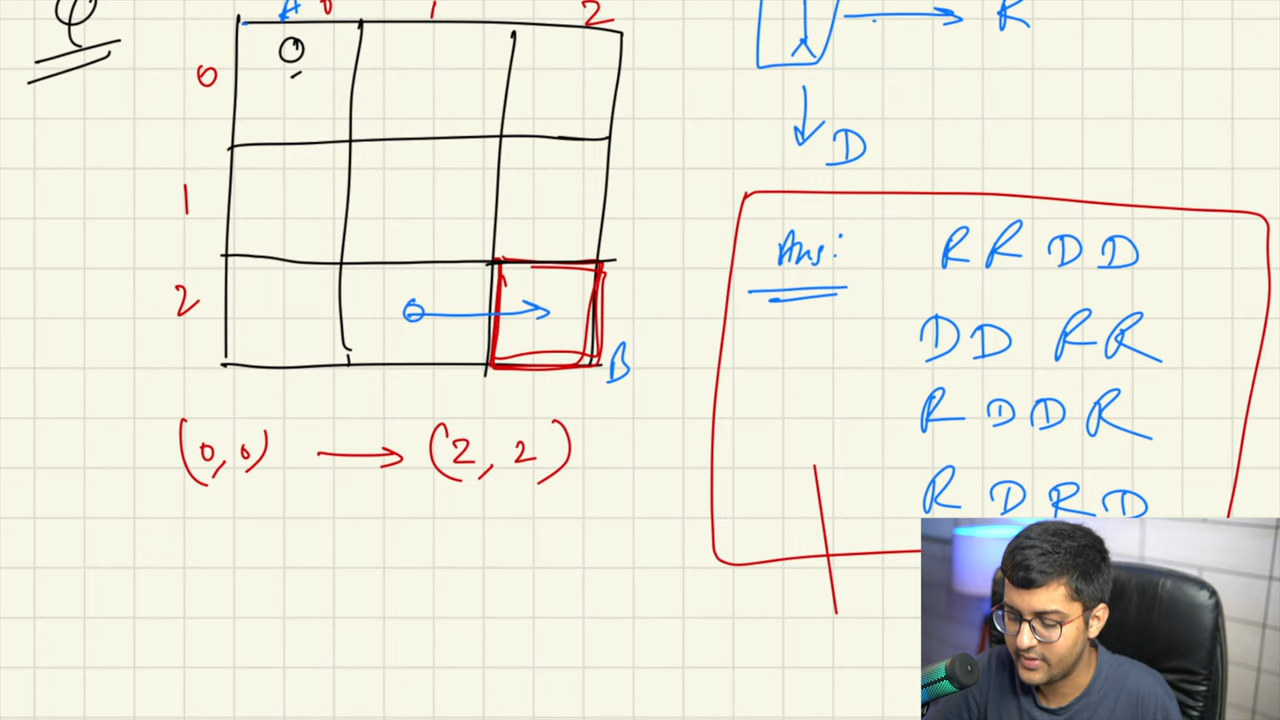 A 0 1 2
0
1
2
B
(0,0) → (2, 2)
R
D
Ans: R R D D
D D R R
R D D R
R D R D